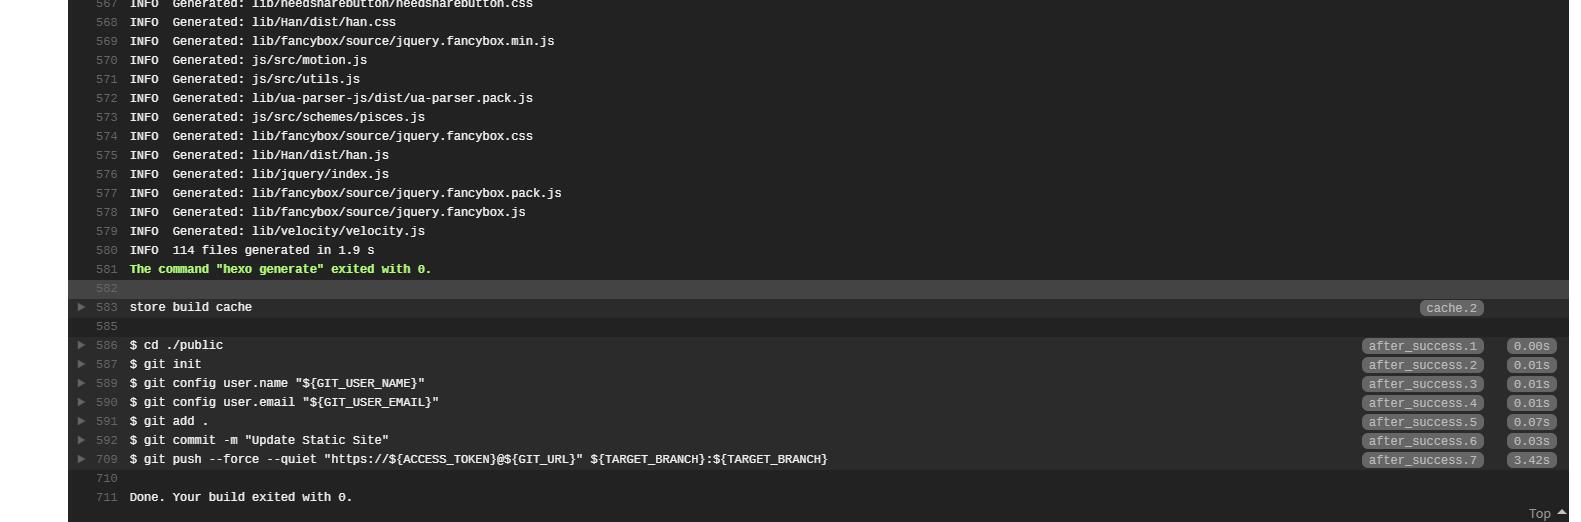 567 INFO  Generated: lib/needsharebutton/needsharebutton.css
568 INFO  Generated: lib/Han/dist/han.css
569 INFO  Generated: lib/fancybox/source/jquery.fancybox.min.js
570 INFO  Generated: js/src/motion.js
571 INFO  Generated: js/src/utils.js
572 INFO  Generated: lib/ua-parser-js/dist/ua-parser.pack.js
573 INFO  Generated: js/src/schemes/pisces.js
574 INFO  Generated: lib/fancybox/source/jquery.fancybox.css
575 INFO  Generated: lib/Han/dist/han.js
576 INFO  Generated: lib/jquery/index.js
577 INFO  Generated: lib/fancybox/source/jquery.fancybox.pack.js
578 INFO  Generated: lib/fancybox/source/jquery.fancybox.js
579 INFO  Generated: lib/velocity/velocity.js
580 INFO  114 files generated in 1.9 s
581 The command "hexo generate" exited with 0.
582
583 store build cache cache.2
585
586 $ cd ./public after_success.1 0.00s
587 $ git init after_success.2 0.01s
589 $ git config user.name "${GIT_USER_NAME}" after_success.3 0.01s
590 $ git config user.email "${GIT_USER_EMAIL}" after_success.4 0.01s
591 $ git add . after_success.5 0.07s
592 $ git commit -m "Update Static Site" after_success.6 0.03s
709 $ git push --force --quiet "https://${ACCESS_TOKEN}@${GIT_URL}" ${TARGET_BRANCH}:${TARGET_BRANCH} after_success.7 3.42s
710
711 Done. Your build exited with 0.
Top